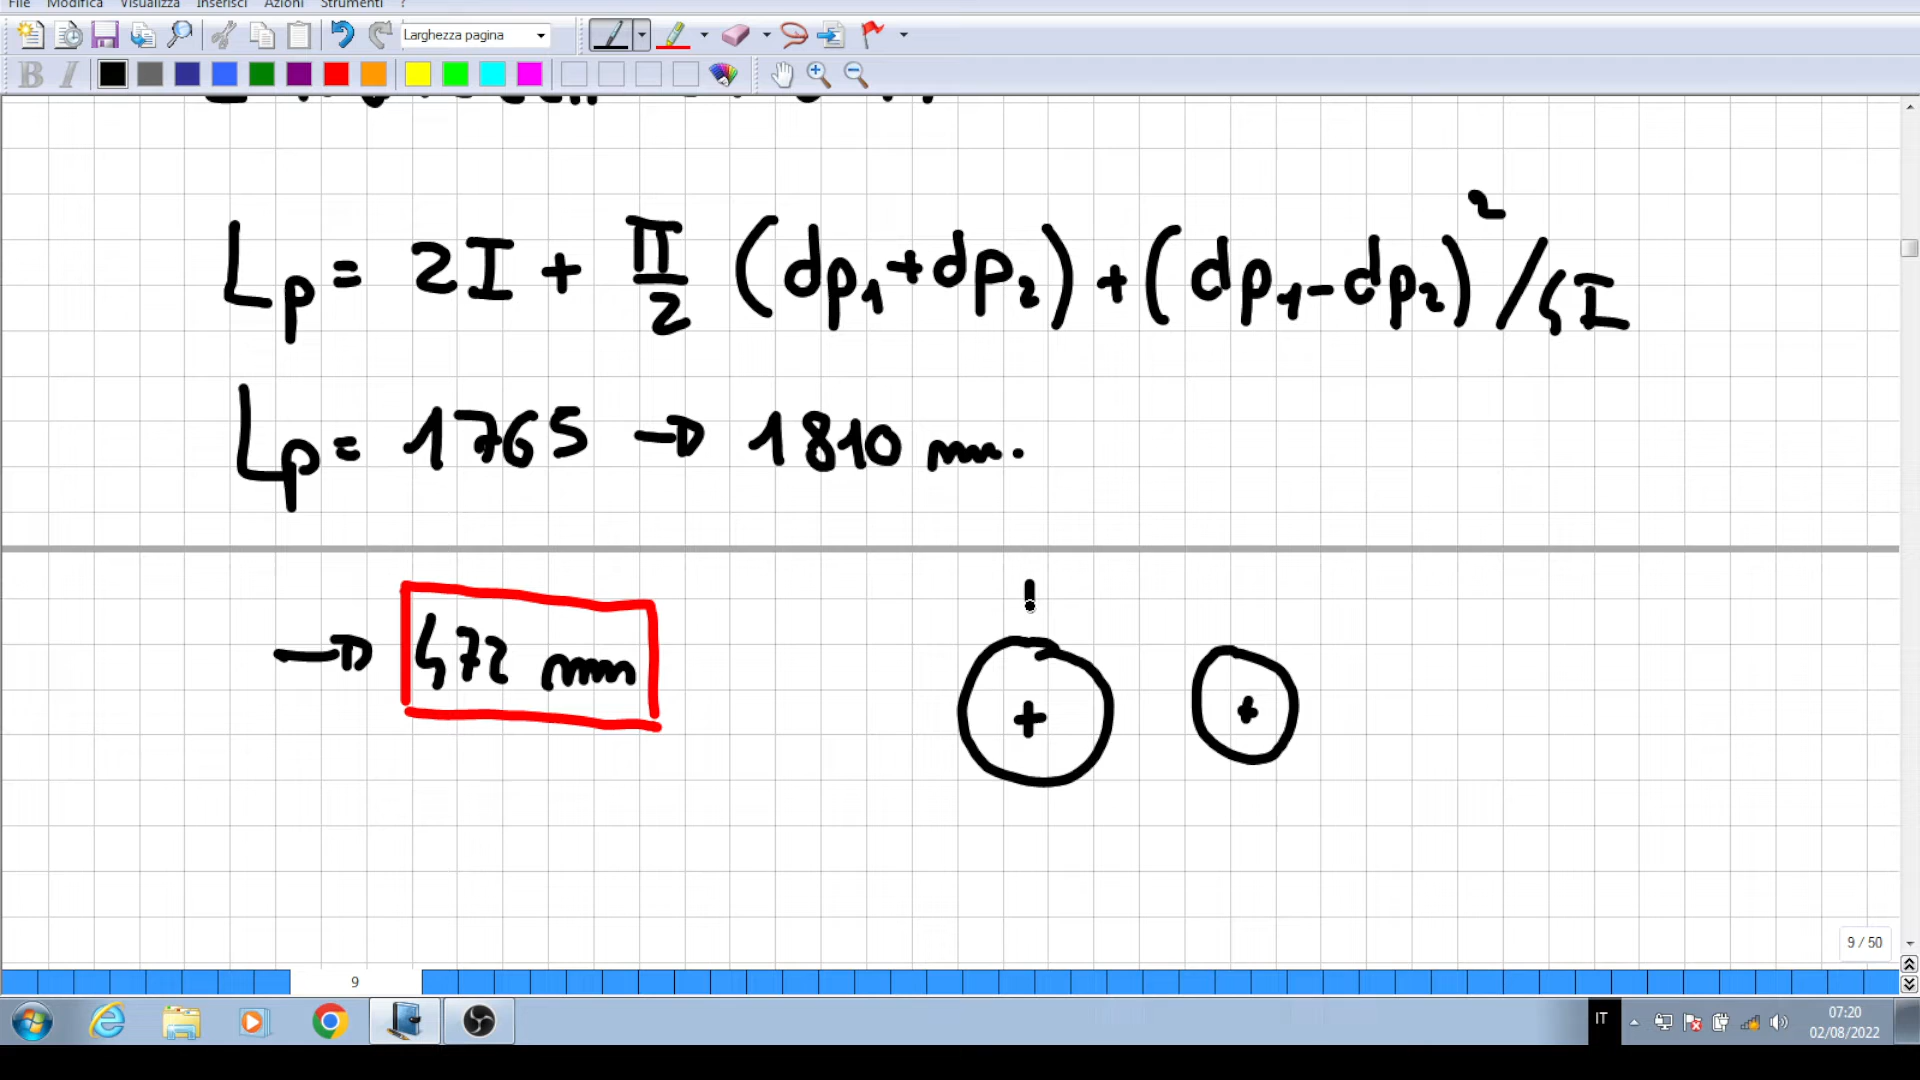 File Modifica Visualizza Inserisci Azioni Strumenti ?
Larghezza pagina
B I
Lp = 2I + π/2 (dp1 + dp2) + (dp1 - dp2)² / 4I
Lp = 1765 → 1810 mm.
→ 472 mm
9 / 50
9
IT
07:20
02/08/2022